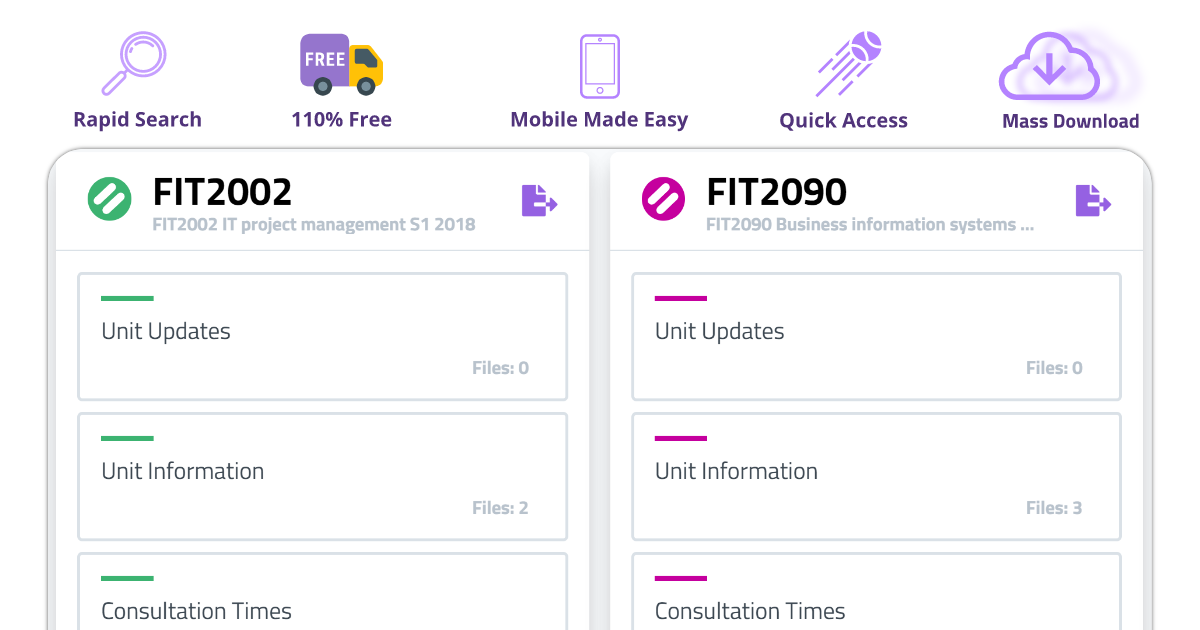 FREE
Rapid Search
110% Free
Mobile Made Easy
Quick Access
Mass Download
FIT2002
FIT2002 IT project management S1 2018
Unit Updates
Files: 0
Unit Information
Files: 2
Consultation Times
FIT2090
FIT2090 Business information systems ...
Unit Updates
Files: 0
Unit Information
Files: 3
Consultation Times